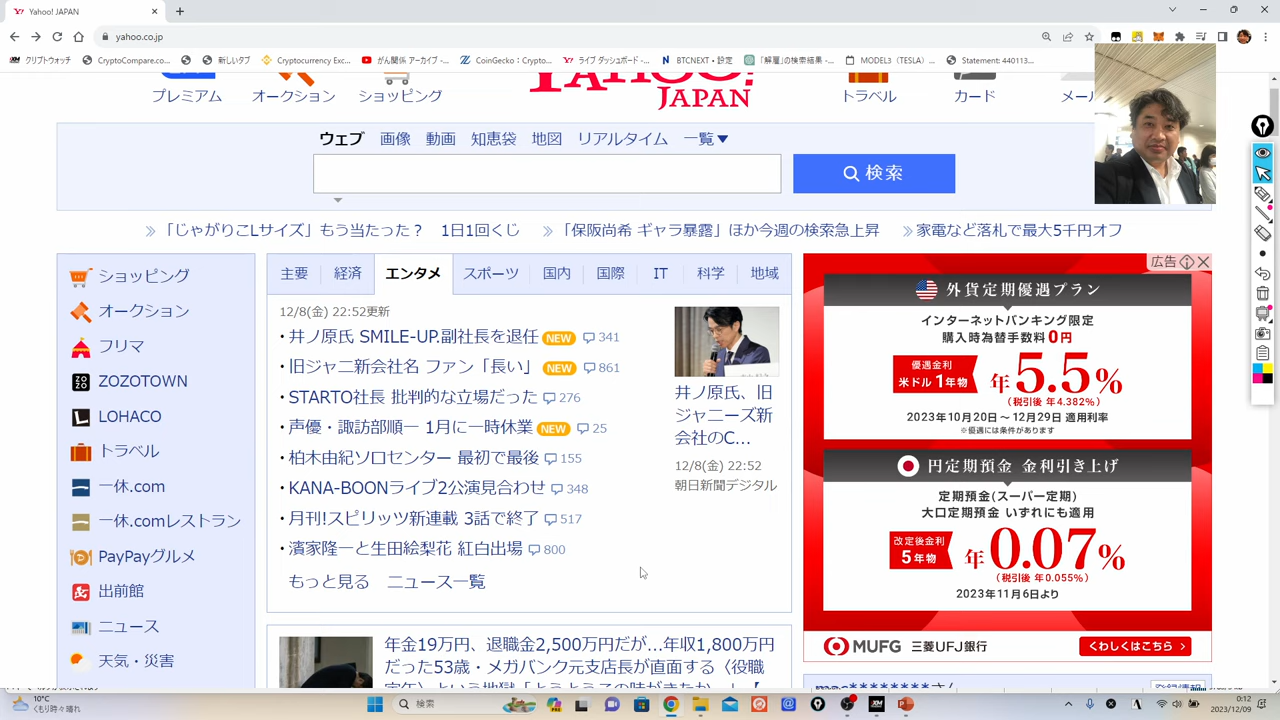 Yahoo! JAPAN
yahoo.co.jp
クリプトウォッチ
CryptoCompare.co...
新しいタブ
Cryptocurrency Exc...
がん関係 アーカイブ -...
CoinGecko：Crypto...
ライブ ダッシュボード -...
BTCNEXT • 設定
「解雇」の検索結果 -...
MODEL3（TESLA）...
Statement: 440113...
プレミアム
オークション
ショッピング
YAHOO!
JAPAN
トラベル
カード
メール
ウェブ 画像 動画 知恵袋 地図 リアルタイム 一覧▼
検索
「じゃがりこLサイズ」もう当たった？ 1日1回くじ
「保阪尚希 ギャラ暴露」ほか今週の検索急上昇
家電など落札で最大5千円オフ
ショッピング
オークション
フリマ
ZOZOTOWN
LOHACO
トラベル
一休.com
一休.comレストラン
PayPayグルメ
出前館
ニュース
天気・災害
主要 経済 エンタメ スポーツ 国内 国際 IT 科学 地域
12/8(金) 22:52更新
・井ノ原氏 SMILE-UP.副社長を退任 NEW 341
・旧ジャニ新会社名 ファン「長い」 NEW 861
・STARTO社長 批判的な立場だった 276
・声優・諏訪部順一 1月に一時休業 NEW 25
・柏木由紀ソロセンター 最初で最後 155
・KANA-BOONライブ2公演見合わせ 348
・月刊!スピリッツ新連載 3話で終了 517
・濱家隆一と生田絵梨花 紅白出場 800
もっと見る ニュース一覧
井ノ原氏、旧
ジャニーズ新
会社のC...
12/8(金) 22:52
朝日新聞デジタル
年金19万円、退職金2,500万円だが…年収1,800万円
だった53歳・メガバンク元支店長が直面する〈役職
広告
外貨定期優遇プラン
インターネットバンキング限定
購入時為替手数料0円
優遇金利
米ドル1年物
年5.5%
(税引後 年4.382%)
2023年10月20日～12月29日 適用利率
※優遇には条件があります
円定期預金 金利引き上げ
定期預金(スーパー定期)
大口定期預金 いずれにも適用
改定後金利
5年物
年0.07%
(税引後 年0.055%)
2023年11月6日より
MUFG 三菱UFJ銀行
くわしくはこちら
10°C
くもり時々晴れ
検索
0:12
2023/12/09